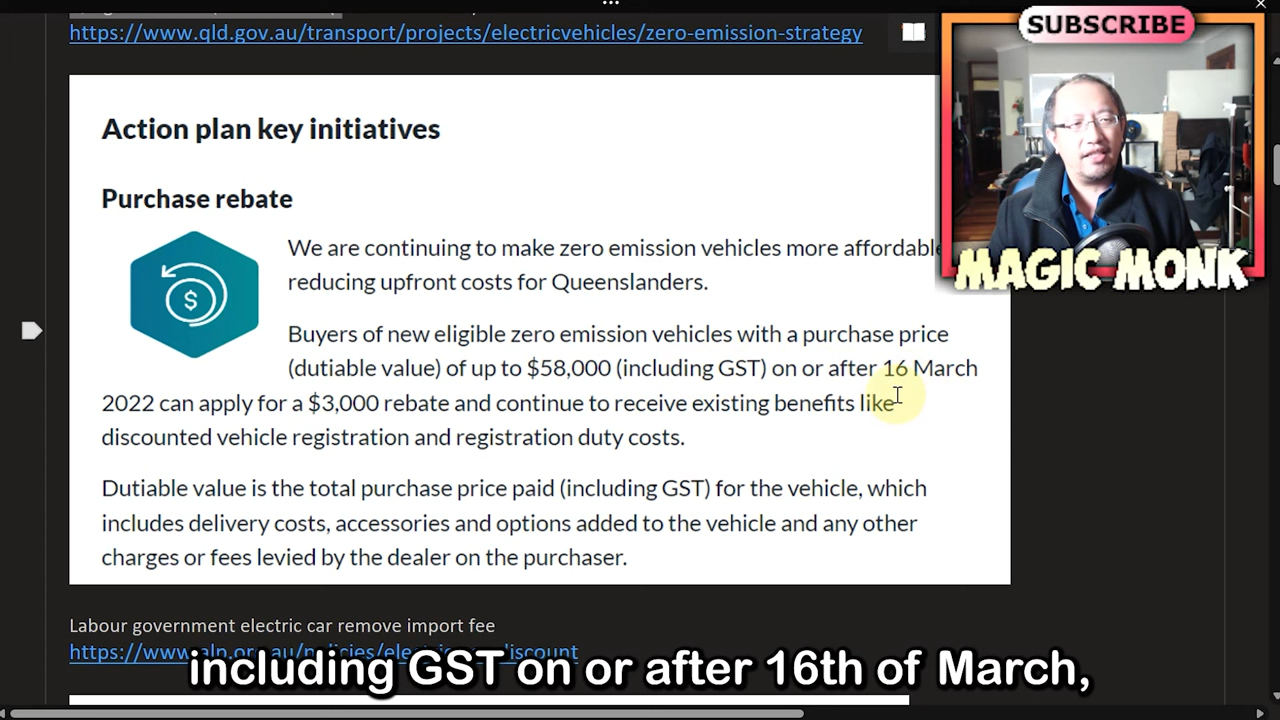 https://www.qld.gov.au/transport/projects/electricvehicles/zero-emission-strategy
SUBSCRIBE
MAGIC MONK
Action plan key initiatives
Purchase rebate
We are continuing to make zero emission vehicles more affordable
reducing upfront costs for Queenslanders.
$
Buyers of new eligible zero emission vehicles with a purchase price
(dutiable value) of up to $58,000 (including GST) on or after 16 March
2022 can apply for a $3,000 rebate and continue to receive existing benefits like
discounted vehicle registration and registration duty costs.
Dutiable value is the total purchase price paid (including GST) for the vehicle, which
includes delivery costs, accessories and options added to the vehicle and any other
charges or fees levied by the dealer on the purchaser.
Labour government electric car remove import fee
including GST on or after 16th of March,